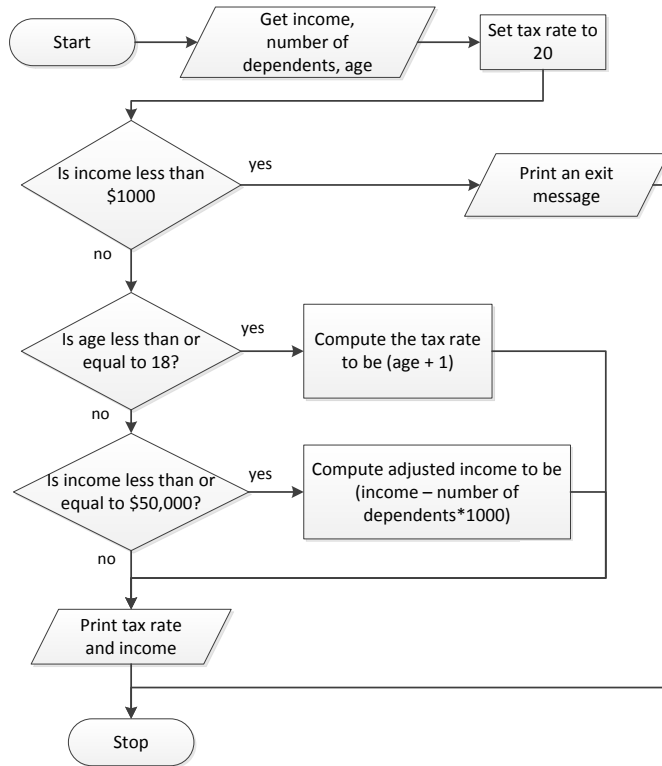 Start
Get income,
number of
dependents, age
Set tax rate to
20
Is income less than
$1000
yes
Print an exit
message
no
Is age less than or
equal to 18?
yes
Compute the tax rate
to be (age + 1)
no
Is income less than or
equal to $50,000?
yes
Compute adjusted income to be
(income – number of
dependents*1000)
no
Print tax rate
and income
Stop